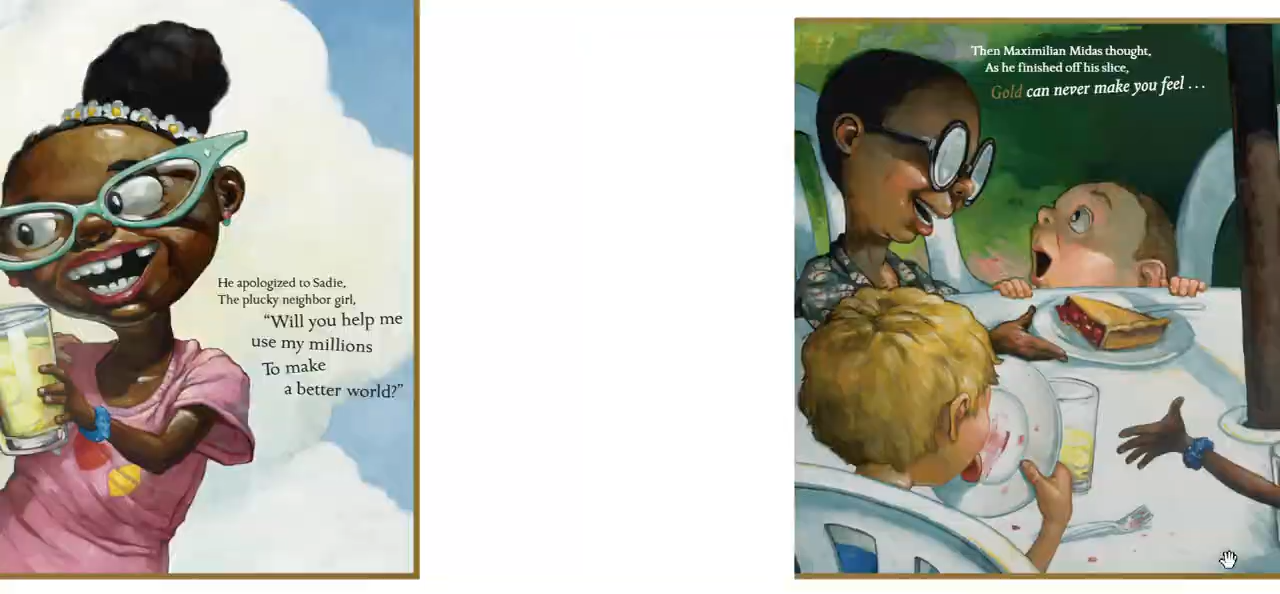 He apologized to Sadie,
The plucky neighbor girl,
“Will you help me
use my millions
To make
a better world?”
Then Maximilian Midas thought,
As he finished off his slice,
Gold can never make you feel . . .